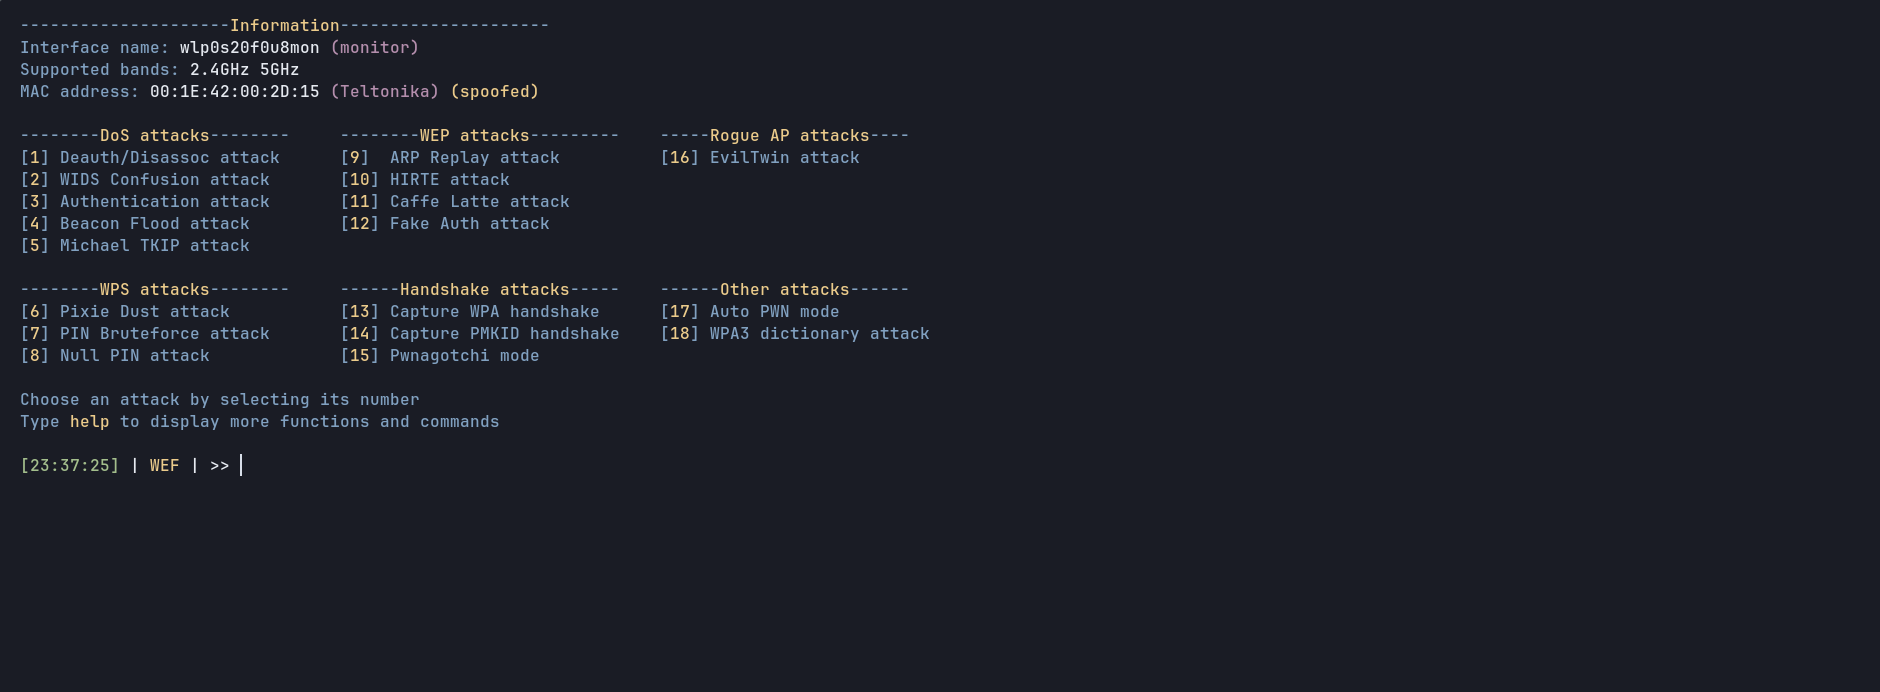 ---------------------Information---------------------
Interface name: wlp0s20f0u8mon (monitor)
Supported bands: 2.4GHz 5GHz
MAC address: 00:1E:42:00:2D:15 (Teltonika) (spoofed)
--------DoS attacks--------     --------WEP attacks---------    -----Rogue AP attacks----
[1] Deauth/Disassoc attack      [9]  ARP Replay attack          [16] EvilTwin attack
[2] WIDS Confusion attack       [10] HIRTE attack
[3] Authentication attack       [11] Caffe Latte attack
[4] Beacon Flood attack         [12] Fake Auth attack
[5] Michael TKIP attack
--------WPS attacks--------     ------Handshake attacks-----    ------Other attacks------
[6] Pixie Dust attack           [13] Capture WPA handshake      [17] Auto PWN mode
[7] PIN Bruteforce attack       [14] Capture PMKID handshake    [18] WPA3 dictionary attack
[8] Null PIN attack             [15] Pwnagotchi mode
Choose an attack by selecting its number
Type help to display more functions and commands
[23:37:25] | WEF | >>